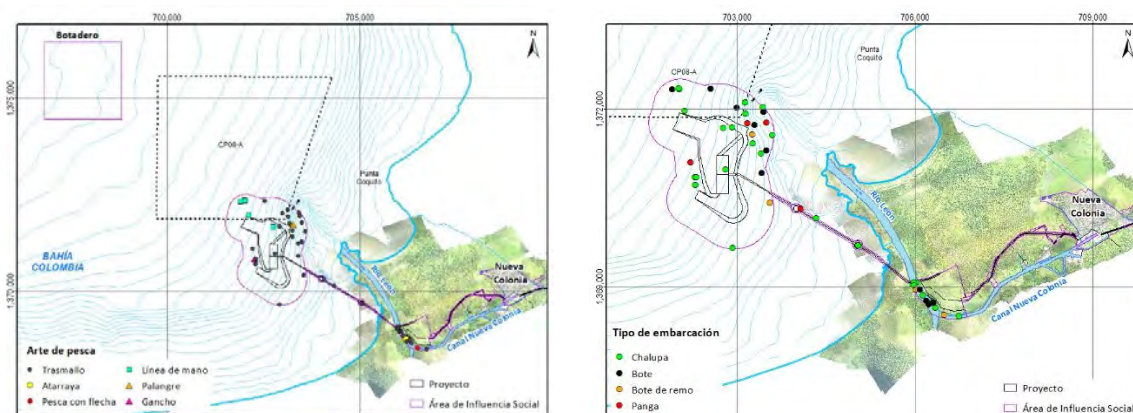 700,000
705,000
Botadero
N
1,375,000
CP08-A
Punta
Coquito
BAHÍA
COLOMBIA
1,370,000
Río León
Nueva
Colonia
Canal Nueva Colonia
Arte de pesca
Trasmallo
Línea de mano
Atarraya
Palangre
Pesca con flecha
Gancho
Proyecto
Área de Influencia Social
703,000
706,000
709,000
N
Punta
Coquito
CP08-A
1,372,000
Río León
Nueva
Colonia
1,369,000
Canal Nueva Colonia
Tipo de embarcación
Chalupa
Bote
Bote de remo
Panga
Proyecto
Área de Influencia Social